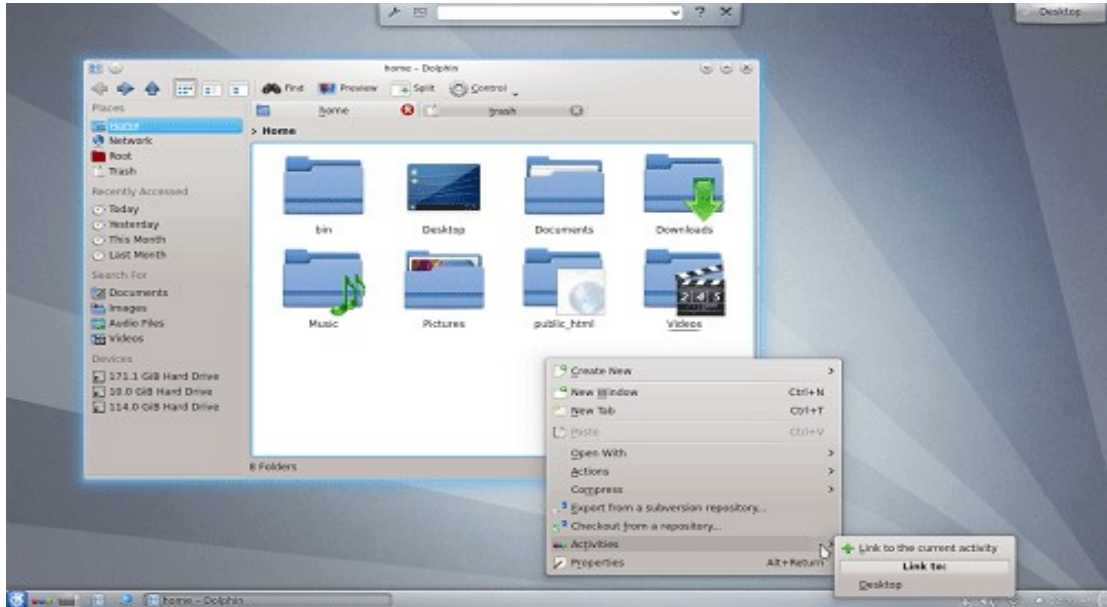 Desktop
home – Dolphin
Find Preview Split Control
Places
Home
Network
Root
Trash
Recently Accessed
Today
Yesterday
This Month
Last Month
Search For
Documents
Images
Audio Files
Videos
Devices
171.1 GiB Hard Drive
10.0 GiB Hard Drive
114.0 GiB Hard Drive
home trash
> Home
bin Desktop Documents Downloads
Music Pictures public_html Videos
8 Folders
Create New
New Window Ctrl+N
New Tab Ctrl+T
Paste Ctrl+V
Open With
Actions
Compress
Export from a subversion repository...
Checkout from a repository...
Activities
Properties Alt+Return
Link to the current activity
Link to:
Desktop
home – Dolphin